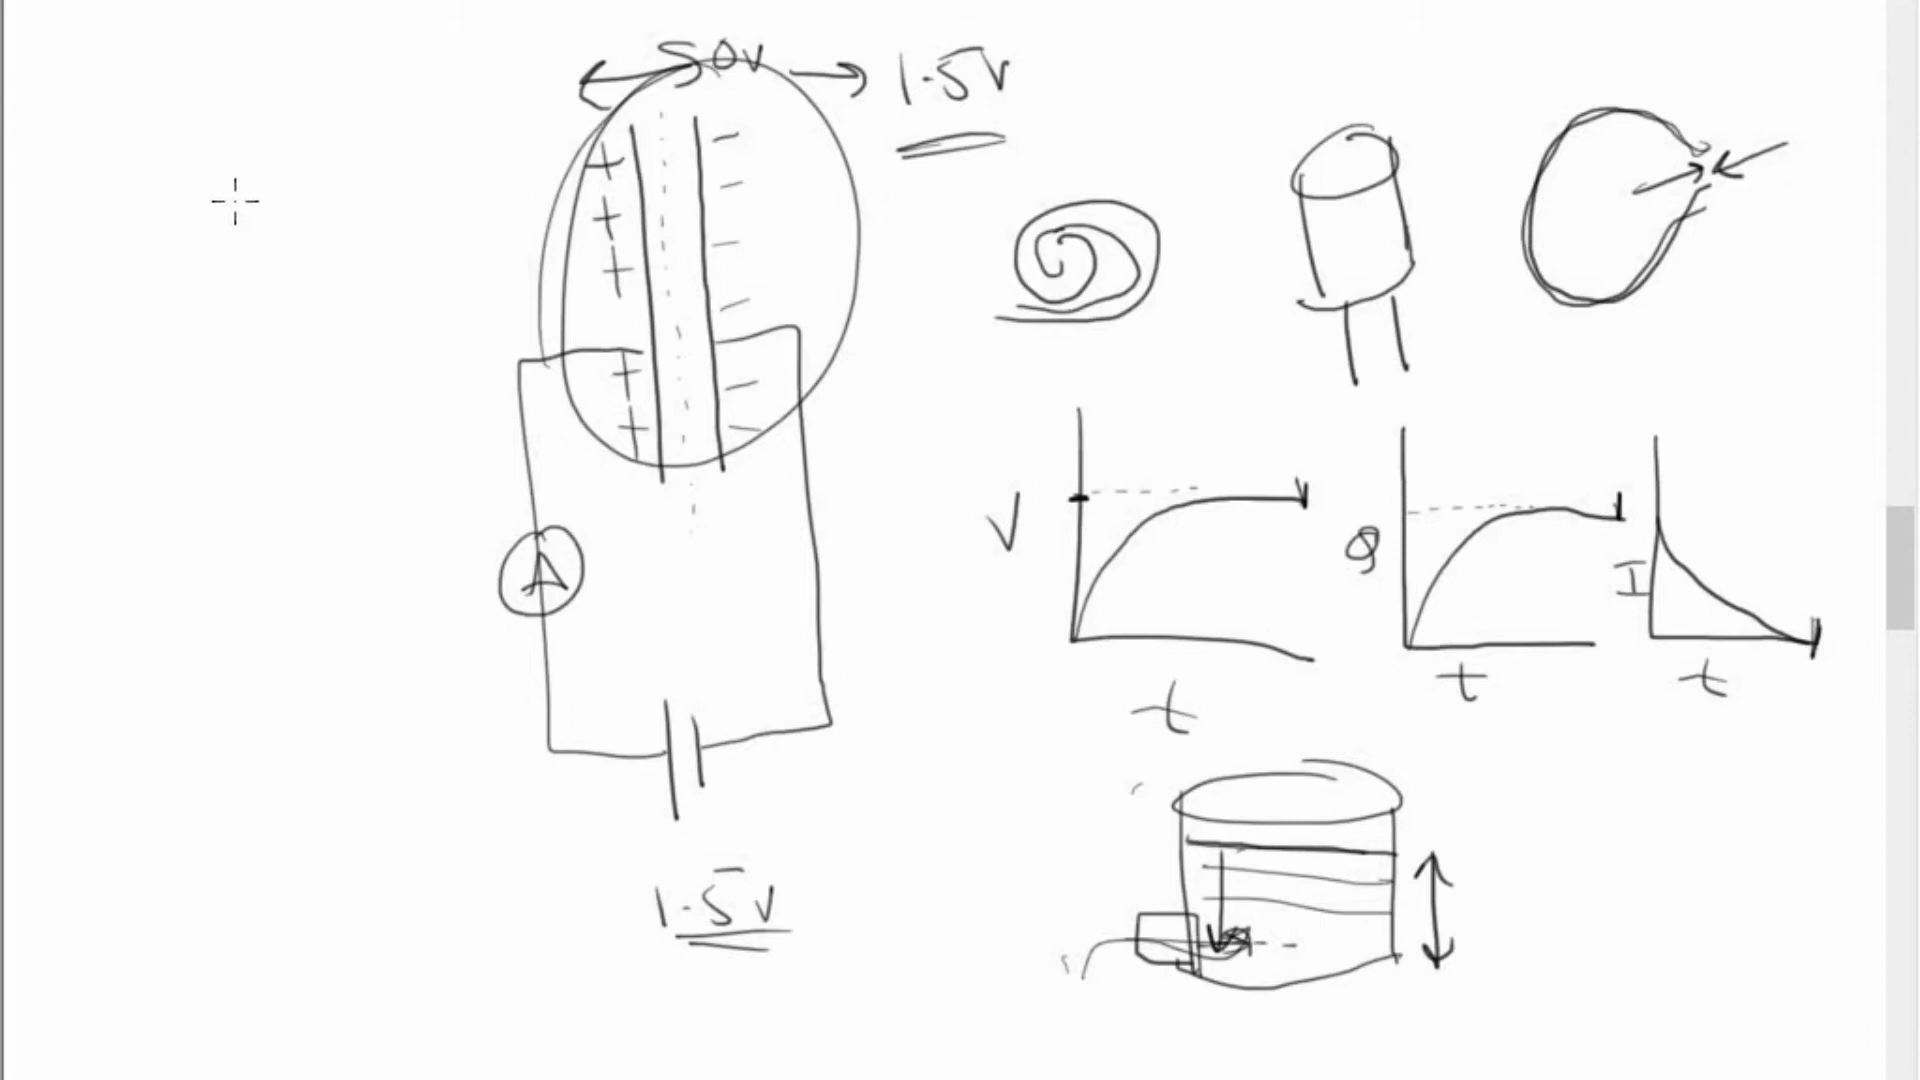 50V
1.5V
+ -
+ -
+ -
-
+ -
+ -
A
V
t
Q
t
I
t
1.5V